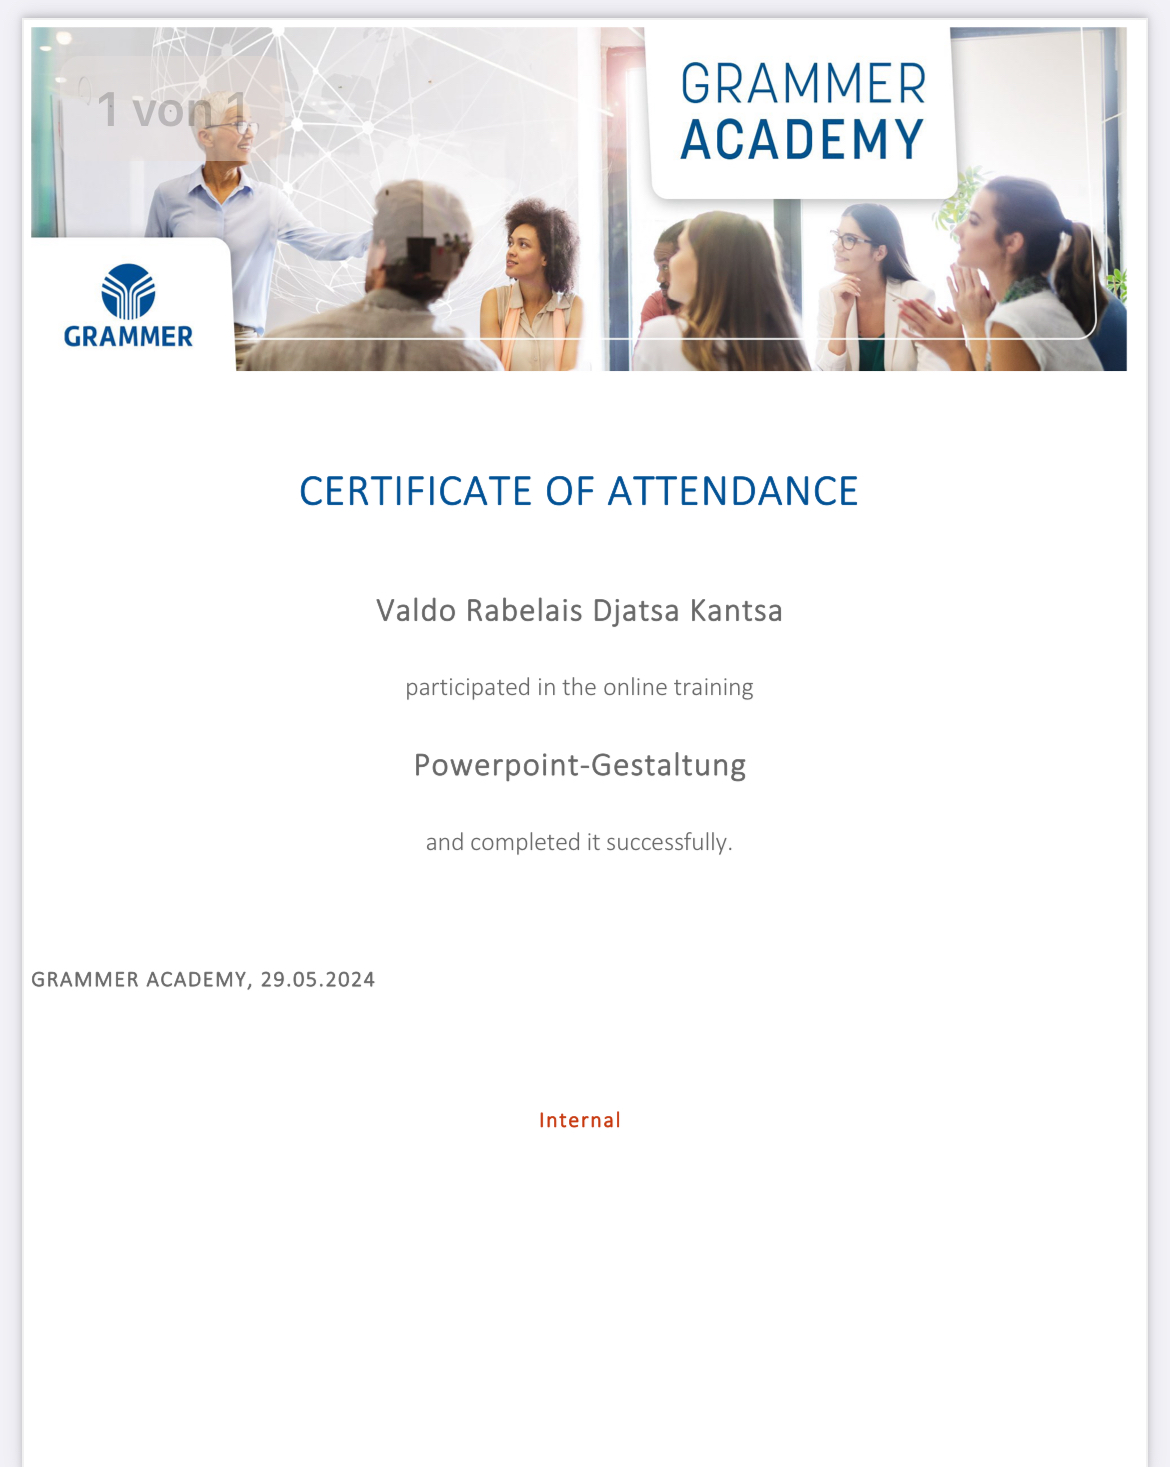 1 von 1
GRAMMER
ACADEMY
GRAMMER
CERTIFICATE OF ATTENDANCE
Valdo Rabelais Djatsa Kantsa
participated in the online training
Powerpoint-Gestaltung
and completed it successfully.
GRAMMER ACADEMY, 29.05.2024
Internal